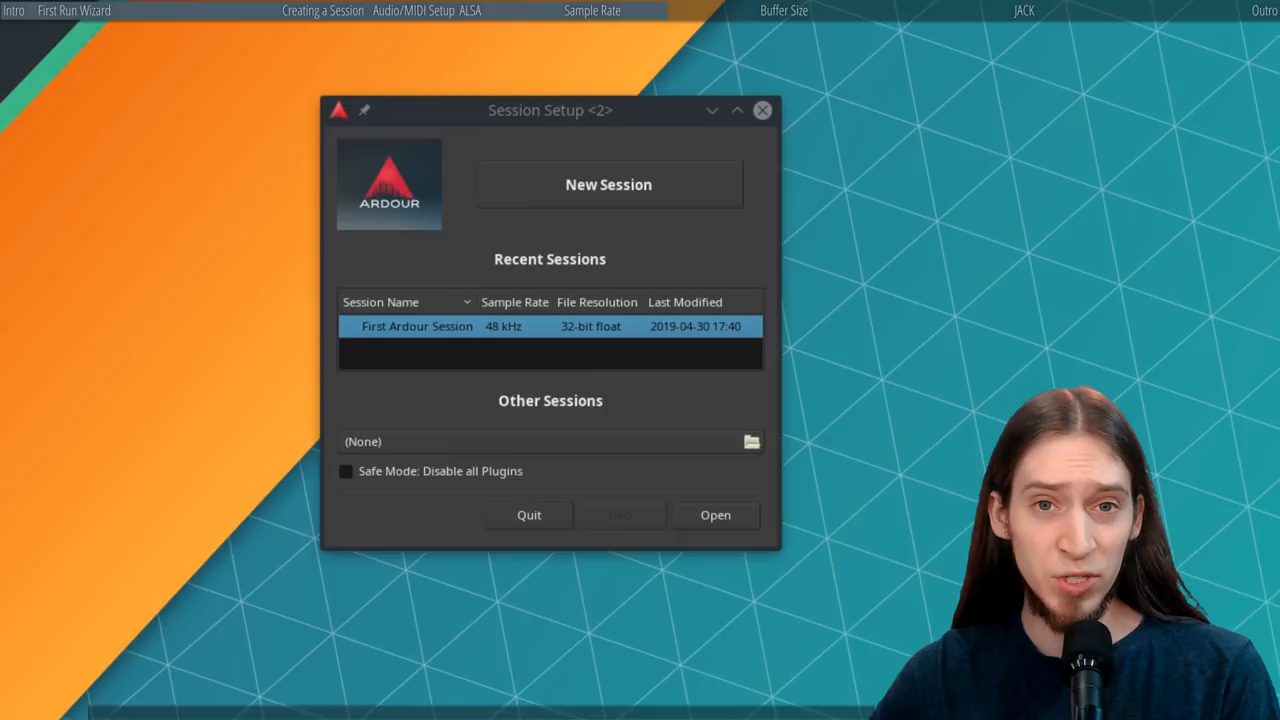 Intro First Run Wizard Creating a Session Audio/MIDI Setup ALSA Sample Rate Buffer Size JACK Outro
Session Setup <2>
ARDOUR
New Session
Recent Sessions
Session Name Sample Rate File Resolution Last Modified
First Ardour Session 48 kHz 32-bit float 2019-04-30 17:40
Other Sessions
(None)
Safe Mode: Disable all Plugins
Quit Open